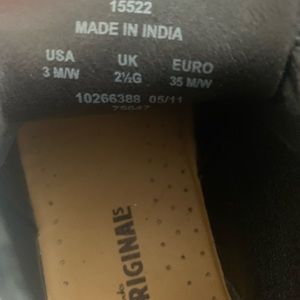 15522
MADE IN INDIA
USA UK EURO
3 M/W 2½G 35 M/W
10266388 05/11
ORIGINALS